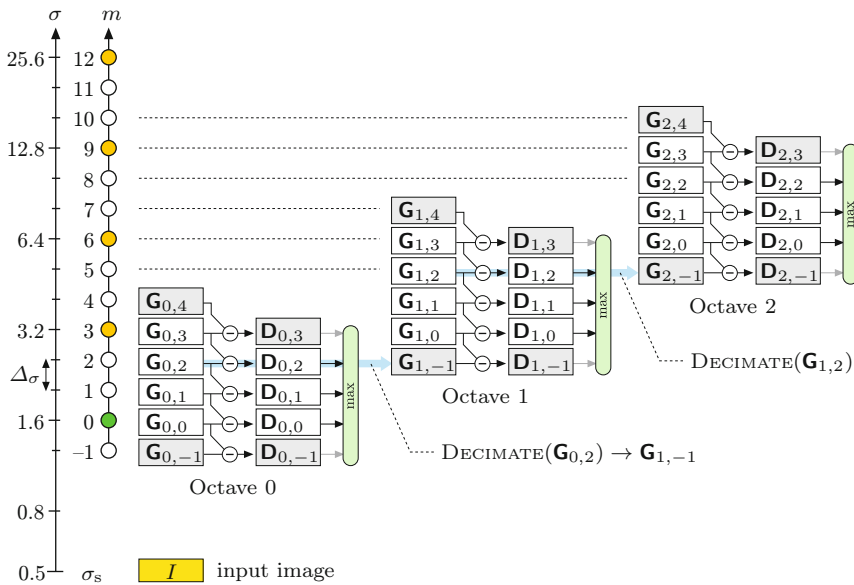 σ m
25.6 12
11
10 G2,4
12.8 9 G2,3 D2,3
8 G2,2 D2,2
7 G1,4 G2,1 D2,1 max
6.4 6 G1,3 D1,3 G2,0 D2,0
5 G1,2 D1,2 G2,−1 D2,−1
4 G0,4 G1,1 D1,1 max Octave 2
3.2 3 G0,3 D0,3 G1,0 D1,0
2 G0,2 D0,2 G1,−1 D1,−1 DECIMATE(G1,2)
Δσ
1 G0,1 D0,1 max Octave 1
1.6 0 G0,0 D0,0
−1 G0,−1 D0,−1 DECIMATE(G0,2) → G1,−1
Octave 0
0.8
0.5 σs I input image